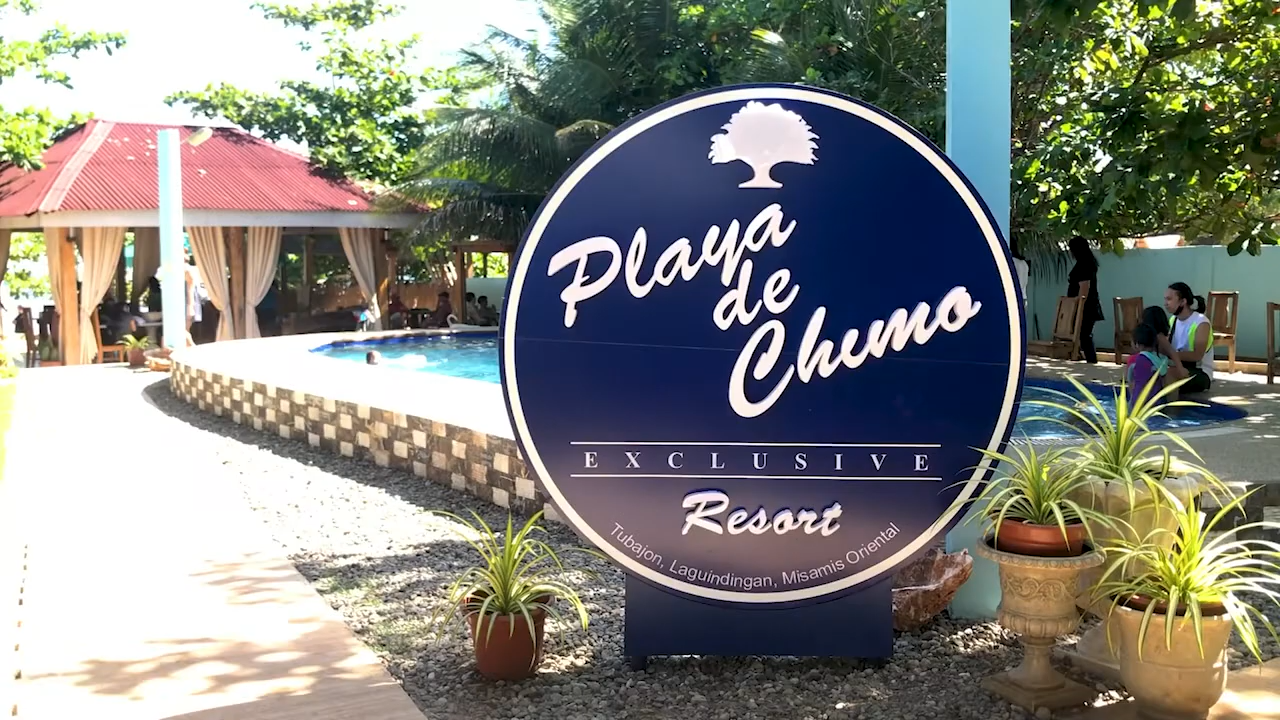 Playa
de
Chumo
EXCLUSIVE
Resort
Tubajon, Laguindingan, Misamis Oriental